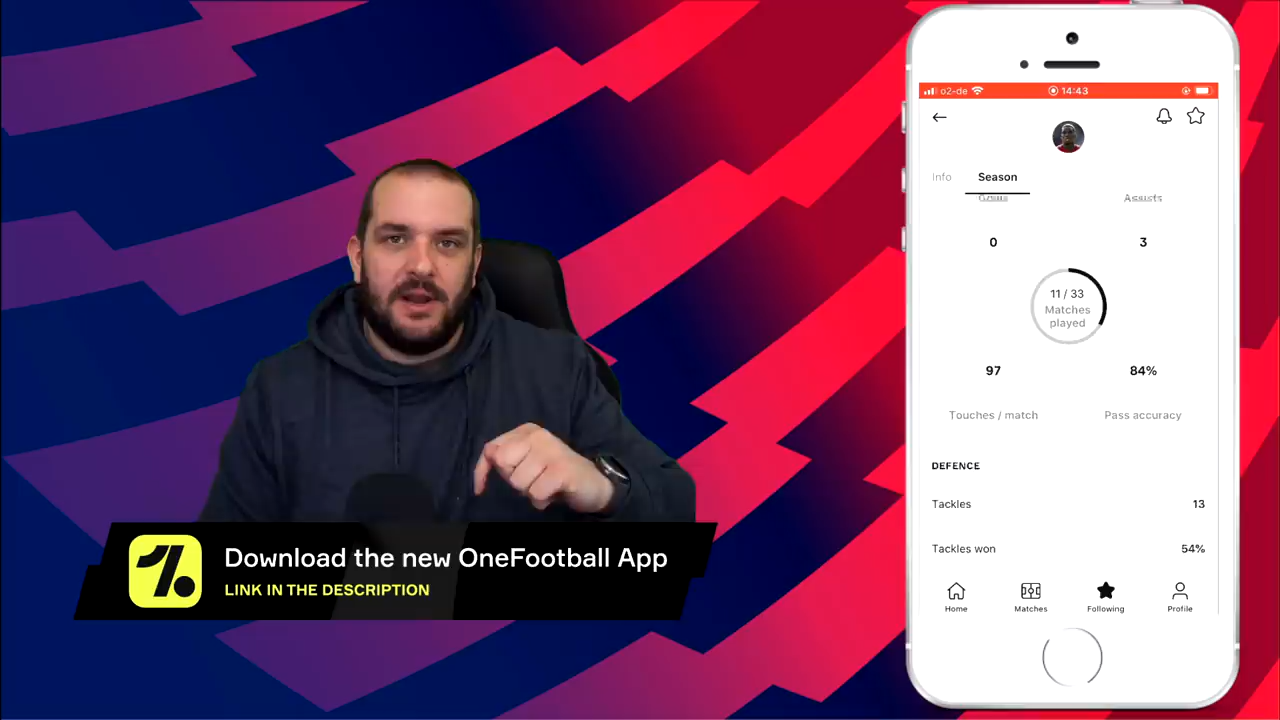 o2-de
14:43
Info
Season
Assists
0
3
11 / 33
Matches
played
97
84%
Touches / match
Pass accuracy
DEFENCE
Tackles
13
Tackles won
54%
Home
Matches
Following
Profile
1.
Download the new OneFootball App
LINK IN THE DESCRIPTION